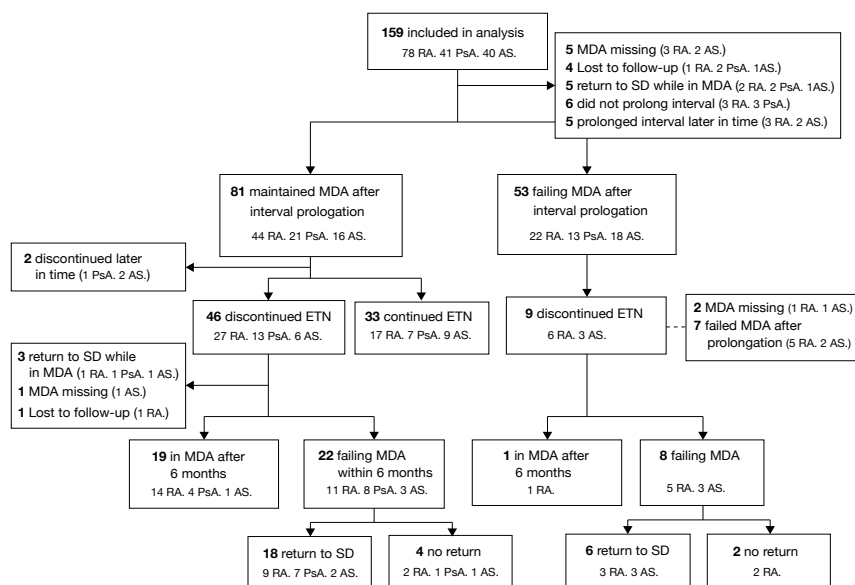 159 included in analysis
78 RA. 41 PsA. 40 AS.
5 MDA missing (3 RA. 2 AS.)
4 Lost to follow-up (1 RA. 2 PsA. 1AS.)
5 return to SD while in MDA (2 RA. 2 PsA. 1AS.)
6 did not prolong interval (3 RA. 3 PsA.)
5 prolonged interval later in time (3 RA. 2 AS.)
81 maintained MDA after
interval prologation
44 RA. 21 PsA. 16 AS.
53 failing MDA after
interval prologation
22 RA. 13 PsA. 18 AS.
2 discontinued later
in time (1 PsA. 2 AS.)
46 discontinued ETN
27 RA. 13 PsA. 6 AS.
33 continued ETN
17 RA. 7 PsA. 9 AS.
9 discontinued ETN
6 RA. 3 AS.
2 MDA missing (1 RA. 1 AS.)
7 failed MDA after
prolongation (5 RA. 2 AS.)
3 return to SD while
in MDA (1 RA. 1 PsA. 1 AS.)
1 MDA missing (1 AS.)
1 Lost to follow-up (1 RA.)
19 in MDA after
6 months
14 RA. 4 PsA. 1 AS.
22 failing MDA
within 6 months
11 RA. 8 PsA. 3 AS.
1 in MDA after
6 months
1 RA.
8 failing MDA
5 RA. 3 AS.
18 return to SD
9 RA. 7 PsA. 2 AS.
4 no return
2 RA. 1 PsA. 1 AS.
6 return to SD
3 RA. 3 AS.
2 no return
2 RA.